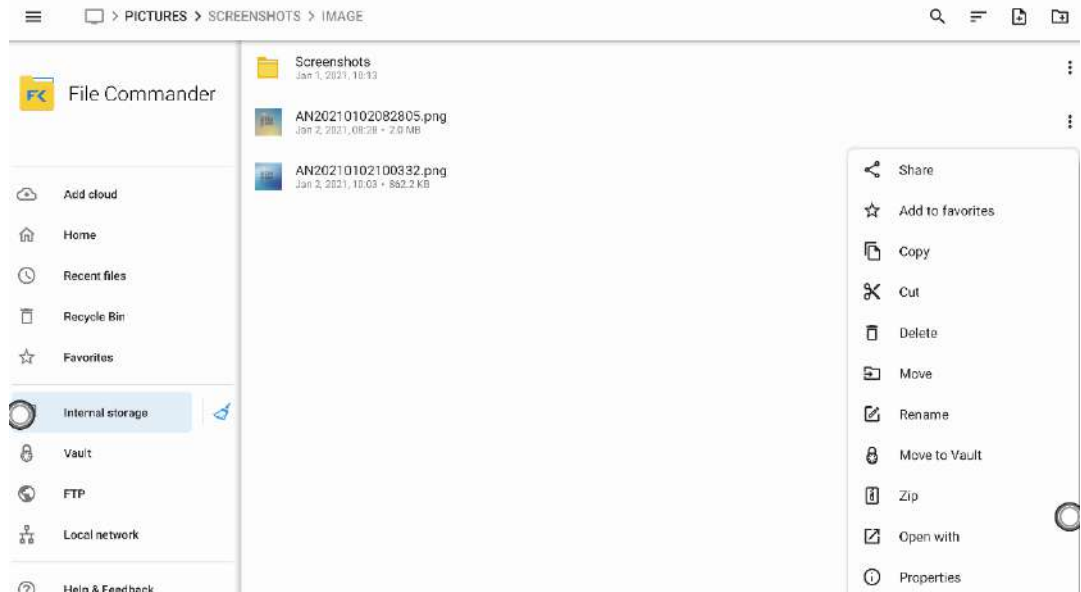 > PICTURES > SCREENSHOTS > IMAGE
FK File Commander
Add cloud
Home
Recent files
Recycle Bin
Favorites
Internal storage
Vault
FTP
Local network
Help & Feedback
Screenshots
Jan 1, 2021, 10:13
AN20210102082805.png
Jan 2, 2021, 08:28 • 2.0 MB
AN20210102100332.png
Jan 2, 2021, 10:03 • 862.2 KB
Share
Add to favorites
Copy
Cut
Delete
Move
Rename
Move to Vault
Zip
Open with
Properties